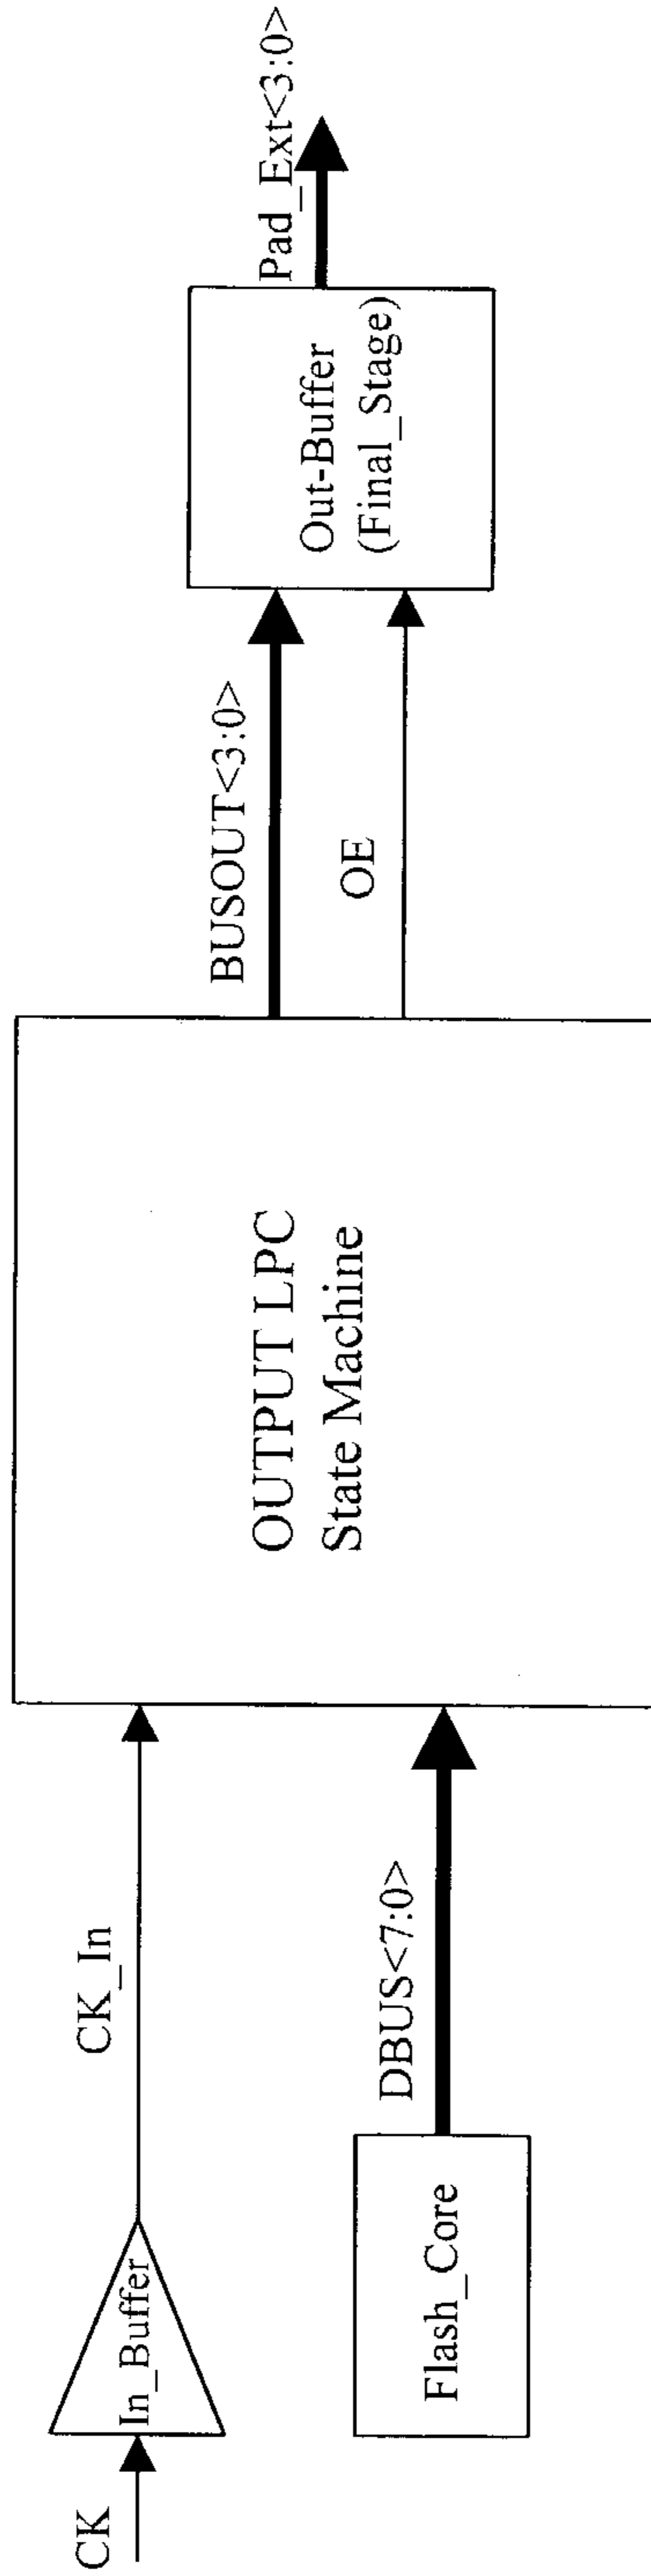 CK
In_Buffer
CK_In
Flash_Core
DBUS<7:0>
OUTPUT LPC
State Machine
BUSOUT<3:0>
OE
Out-Buffer
(Final_Stage)
Pad_Ext<3:0>